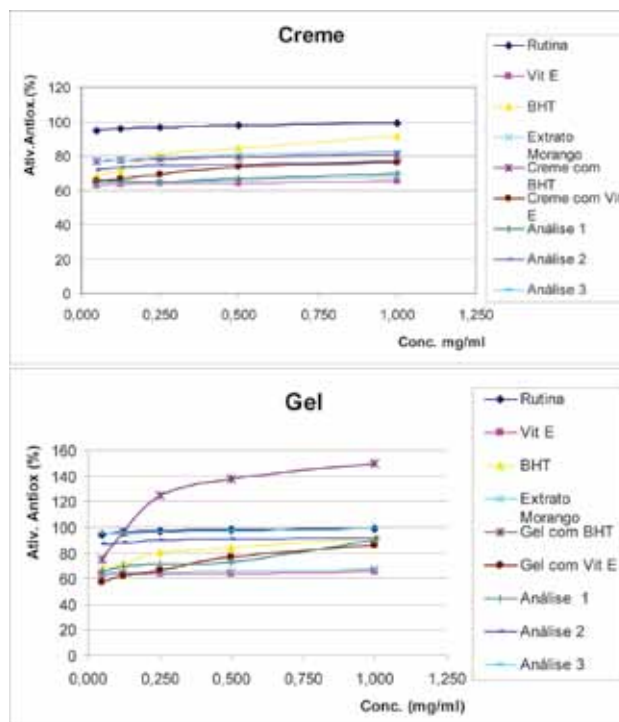 Creme
Ativ.Antiox.(%)
120
100
80
60
40
20
0
0,000
0,250
0,500
0,750
1,000
1,250
Conc. mg/ml
Rutina
Vit E
BHT
Extrato
Morango
Creme com
BHT
Creme com Vit
E
Análise 1
Análise 2
Análise 3
Gel
Ativ. Antiox (%)
160
140
120
100
80
60
40
20
0
0,000
0,250
0,500
0,750
1,000
1,250
Conc. (mg/ml)
Rutina
Vit E
BHT
Extrato
Morango
Gel com BHT
Gel com Vit E
Análise 1
Análise 2
Análise 3